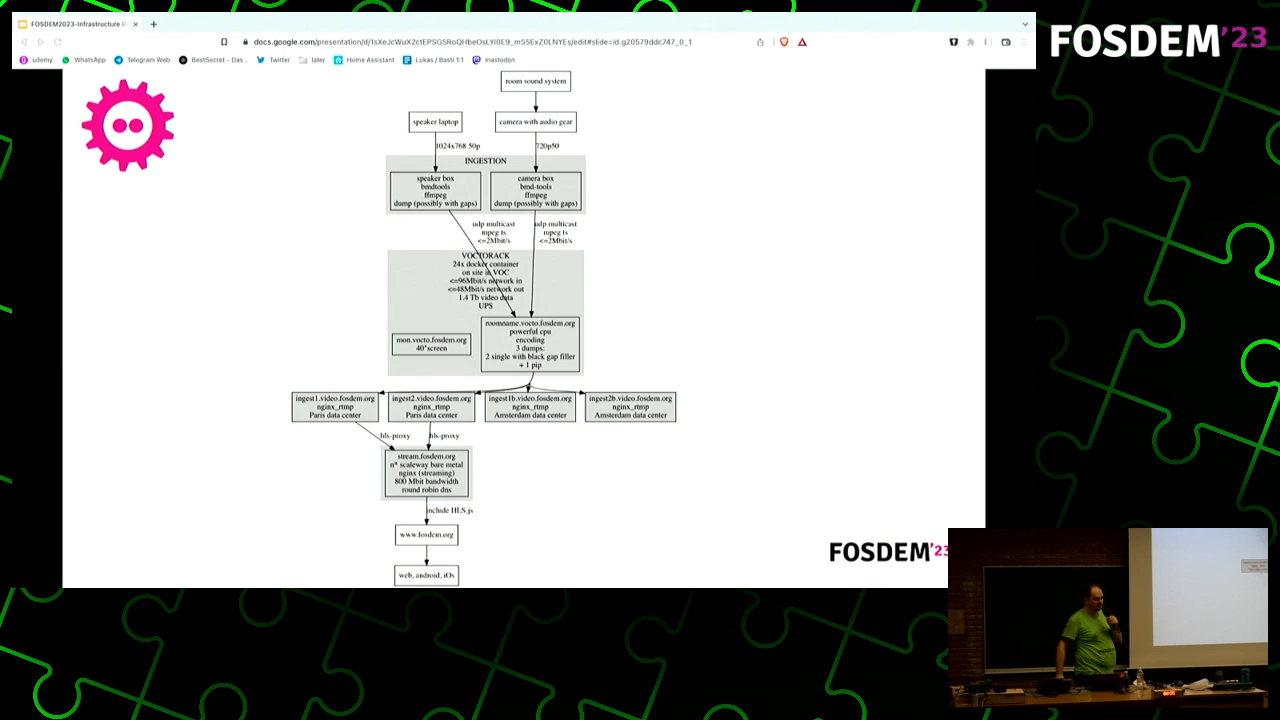 FOSDEM2023-Infrastructure R
docs.google.com/presentation/d/1sXeJcWuX2ctEPSGSRoQHbeOsLYI0E9_mS5ExZ0LNYEs/edit#slide=id.g20579ddc747_0_1
udemy WhatsApp Telegram Web BestSecret - Das... Twitter laler Home Assistant Lukas / Basti 1:1 mastodon
FOSDEM'23
room sound system
speaker laptop
camera with audio gear
1024x768 50p
720p50
INGESTION
speaker box
bmdtools
ffmpeg
dump (possibly with gaps)
camera box
bmd-tools
ffmpeg
dump (possibly with gaps)
udp multicast
mpeg ts
<=2Mbit/s
udp multicast
mpeg ts
<=2Mbit/s
VOCTORACK
24x docker container
on site in VOC
<=96Mbit/s network in
<=48Mbit/s network out
1.4 Tb video data
UPS
mon.vocto.fosdem.org
40"screen
roomname.vocto.fosdem.org
powerful cpu
encoding
3 dumps:
2 single with black gap filler
+ 1 pip
ingest1.video.fosdem.org
nginx_rtmp
Paris data center
ingest2.video.fosdem.org
nginx_rtmp
Paris data center
ingest1b.video.fosdem.org
nginx_rtmp
Amsterdam data center
ingest2b.video.fosdem.org
nginx_rtmp
Amsterdam data center
hls-proxy
hls-proxy
stream.fosdem.org
n* scaleway bare metal
nginx (streaming)
800 Mbit bandwidth
round robin dns
include HLS.js
www.fosdem.org
web, android, iOs
FOSDEM'23